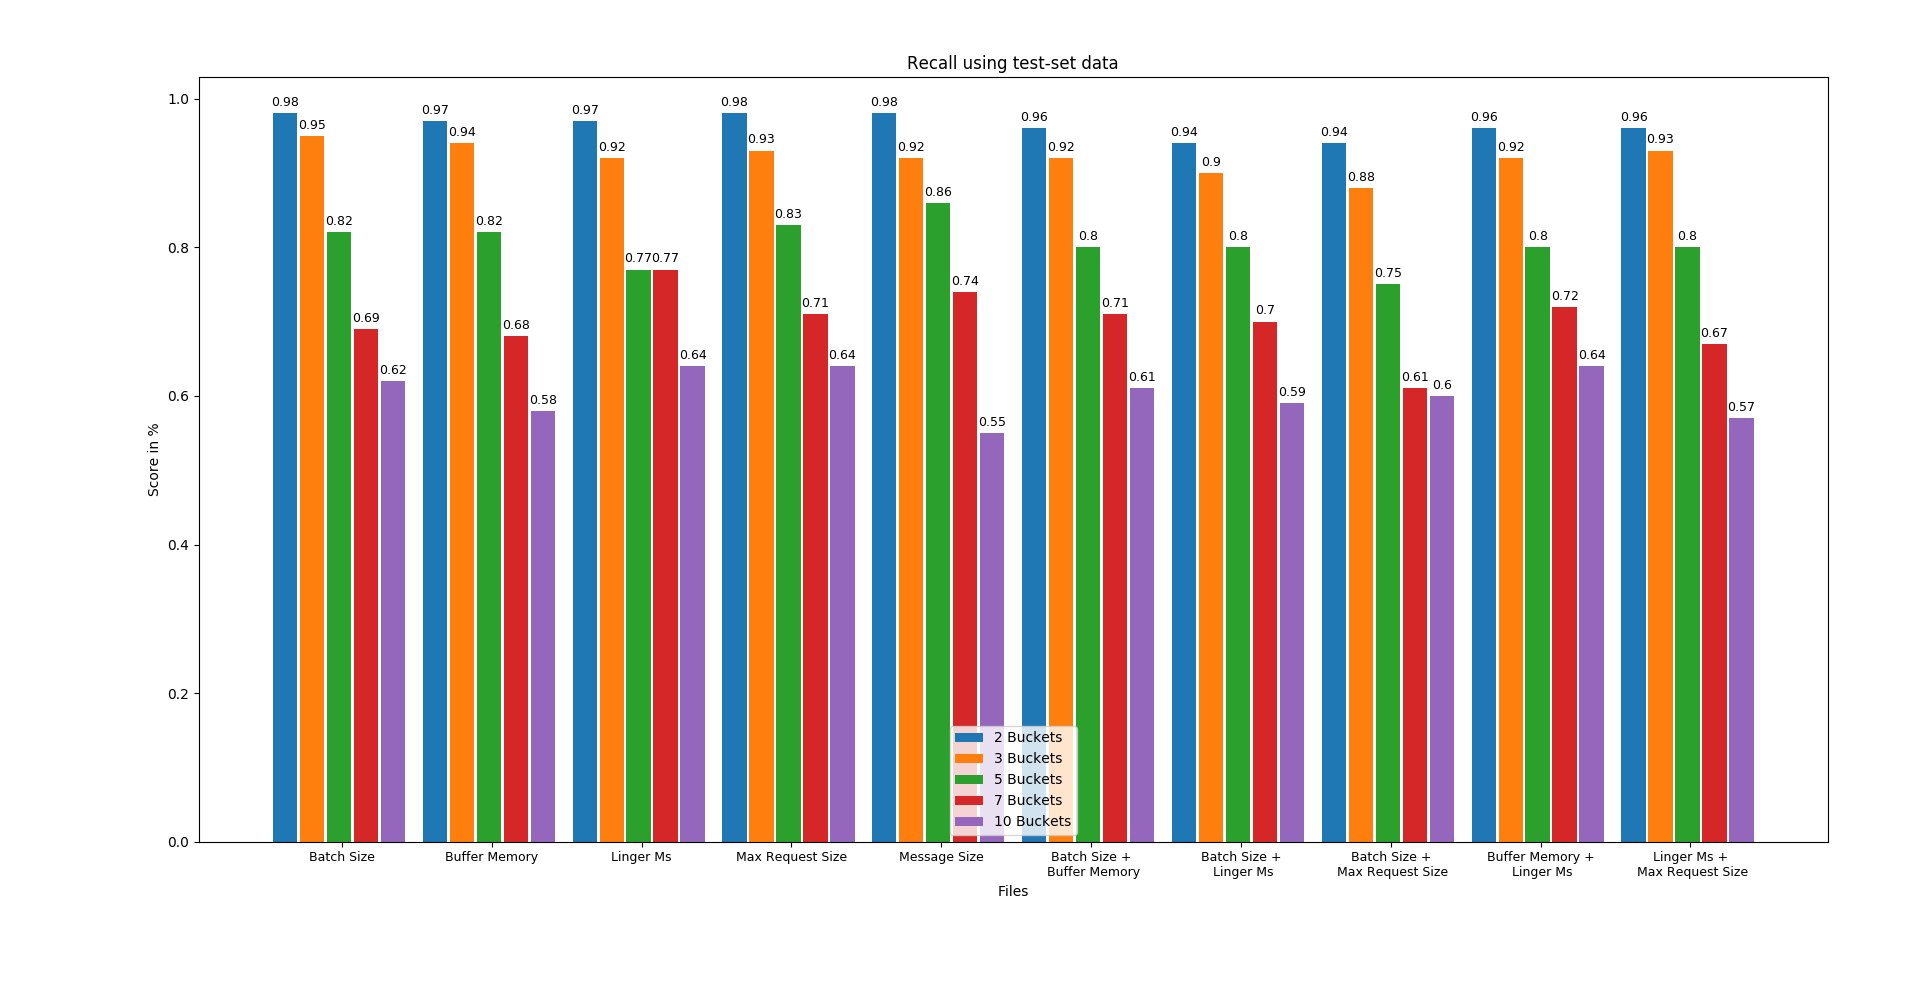 Recall using test-set data
1.0
0.8
0.6
0.4
0.2
0.0
Score in %
0.98
0.95
0.82
0.69
0.62
0.97
0.94
0.82
0.68
0.58
0.97
0.92
0.77
0.77
0.64
0.98
0.93
0.83
0.71
0.64
0.98
0.92
0.86
0.74
0.55
0.96
0.92
0.8
0.71
0.61
0.94
0.9
0.8
0.7
0.59
0.94
0.88
0.75
0.61
0.6
0.96
0.92
0.8
0.72
0.64
0.96
0.93
0.8
0.67
0.57
2 Buckets
3 Buckets
5 Buckets
7 Buckets
10 Buckets
Batch Size
Buffer Memory
Linger Ms
Max Request Size
Message Size
Batch Size +
Buffer Memory
Batch Size +
Linger Ms
Batch Size +
Max Request Size
Buffer Memory +
Linger Ms
Linger Ms +
Max Request Size
Files